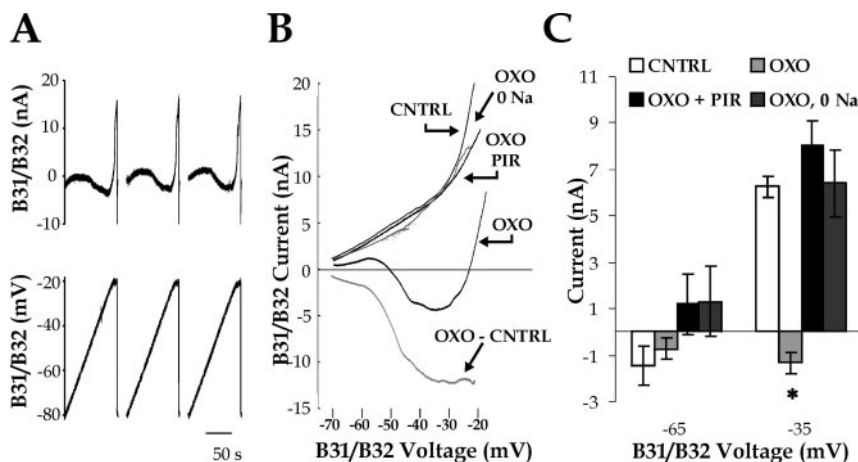 A
B31/B32 (nA)
20
10
0
-10
B31/B32 (mV)
-20
-40
-60
-80
50 s
B
B31/B32 Current (nA)
20
15
10
5
0
-5
-10
-15
CNTRL
OXO
0 Na
OXO
PIR
OXO
OXO - CNTRL
-70 -60 -50 -40 -30 -20
B31/B32 Voltage (mV)
C
CNTRL OXO
OXO + PIR OXO, 0 Na
Current (nA)
11
9
7
5
3
1
-1
-3
*
-65 -35
B31/B32 Voltage (mV)